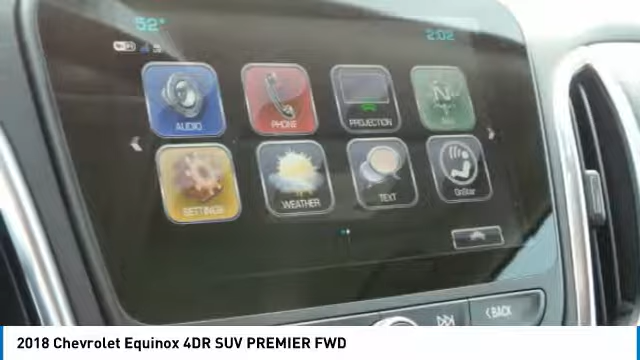 52°
2:02
AUDIO
PHONE
PROJECTION
N
SETTINGS
WEATHER
TEXT
OnStar
BACK
2018 Chevrolet Equinox 4DR SUV PREMIER FWD